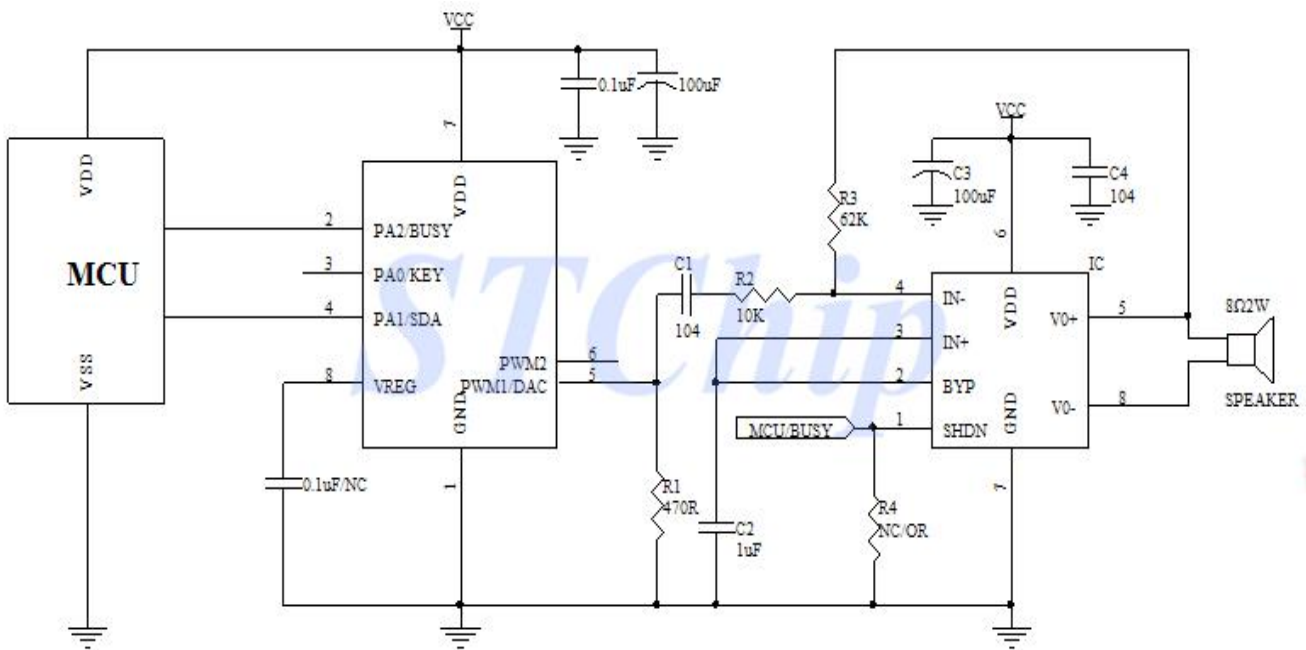 VCC
0.1uF
100uF
7
VDD
VDD
MCU
VSS
2
PA2/BUSY
3
PA0/KEY
4
PA1/SDA
PWM2
6
8
VREG
PWM1/DAC
5
GND
1
0.1uF/NC
R1
470R
C1
104
R2
10K
R3
62K
VCC
C3
100uF
C4
104
6
IC
4
IN-
VDD
V0+
5
3
IN+
2
BYP
MCU/BUSY
1
SHDN
GND
V0-
8
7
8Ω2W
SPEAKER
C2
1uF
R4
NC/OR
STChip